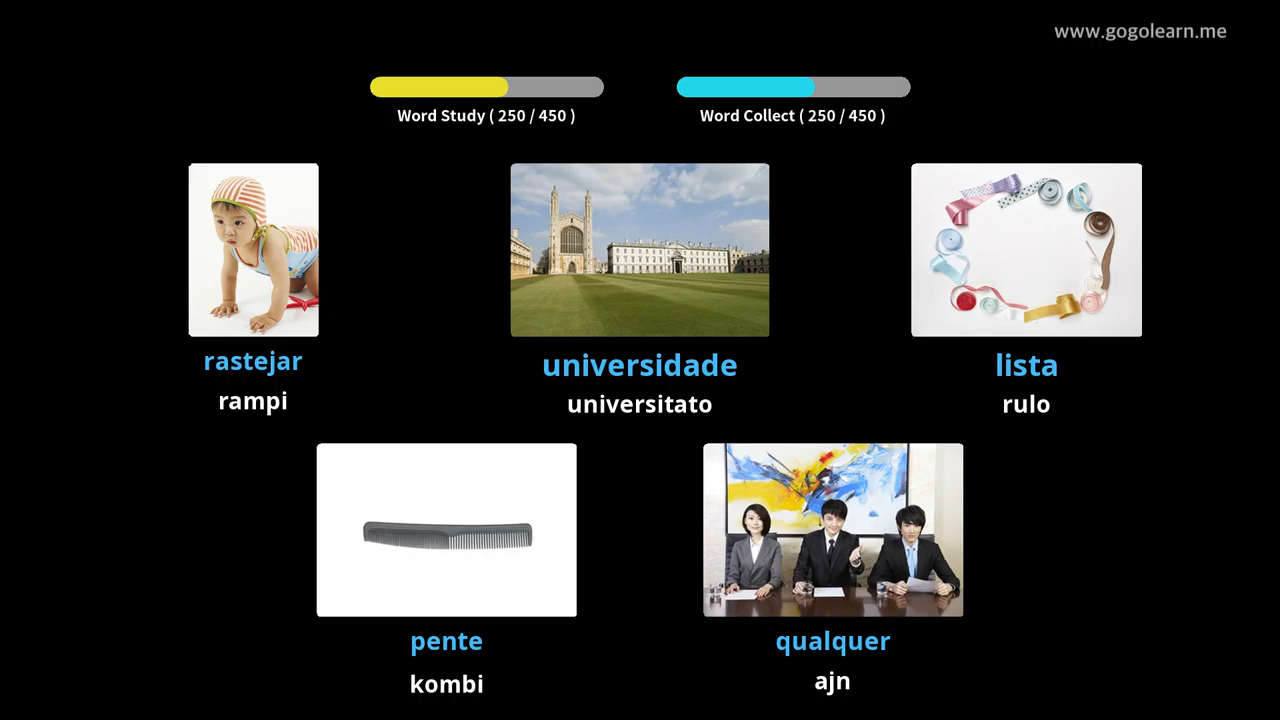 www.gogolearn.me
Word Study ( 250 / 450 )
Word Collect ( 250 / 450 )
rastejar
rampi
universidade
universitato
lista
rulo
pente
kombi
qualquer
ajn